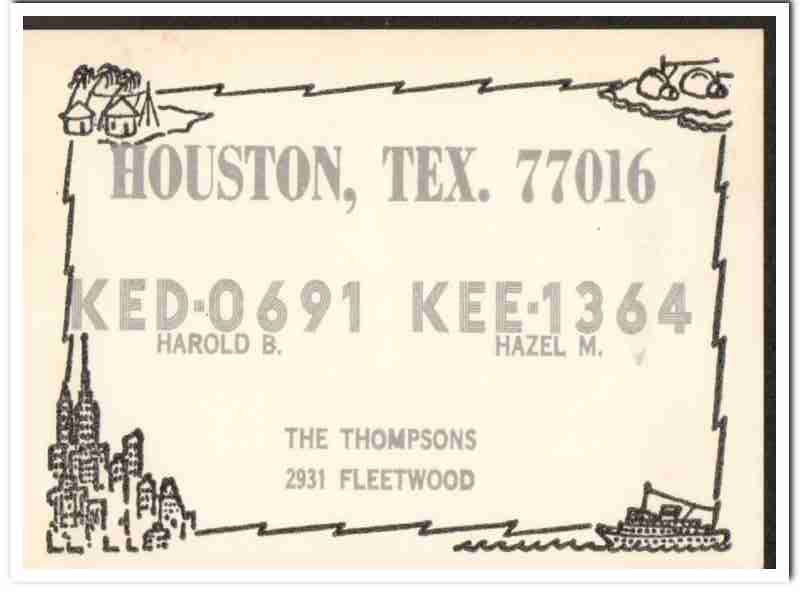 HOUSTON, TEX. 77016
KED-0691 KEE-1364
HAROLD B. HAZEL M.
THE THOMPSONS
2931 FLEETWOOD